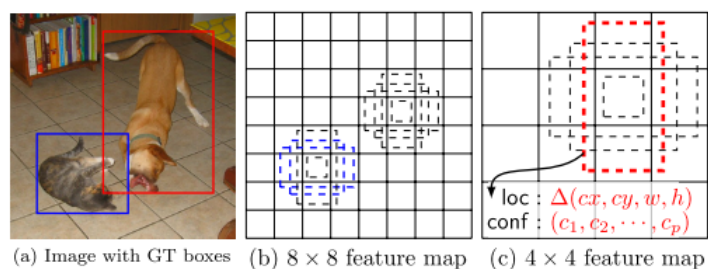 loc : Δ(cx, cy, w, h)
conf : (c₁, c₂, ⋯, cₚ)
(a) Image with GT boxes
(b) 8 × 8 feature map
(c) 4 × 4 feature map